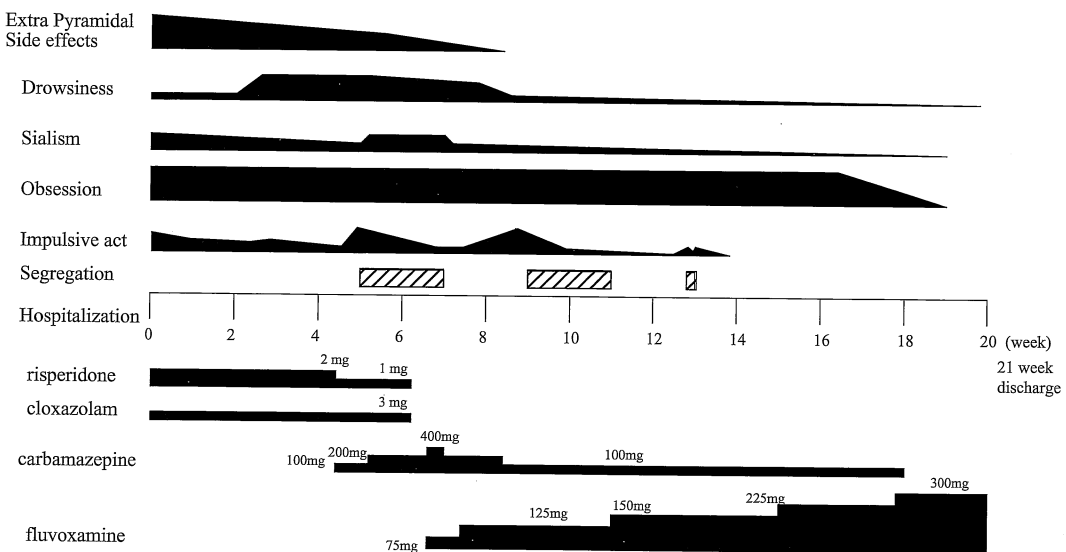 Extra Pyramidal
Side effects
Drowsiness
Sialism
Obsession
Impulsive act
Segregation
Hospitalization
0 2 4 6 8 10 12 14 16 18 20 (week)
21 week
discharge
risperidone
2 mg
1 mg
cloxazolam
3 mg
carbamazepine
100mg
200mg
400mg
100mg
fluvoxamine
75mg
125mg
150mg
225mg
300mg